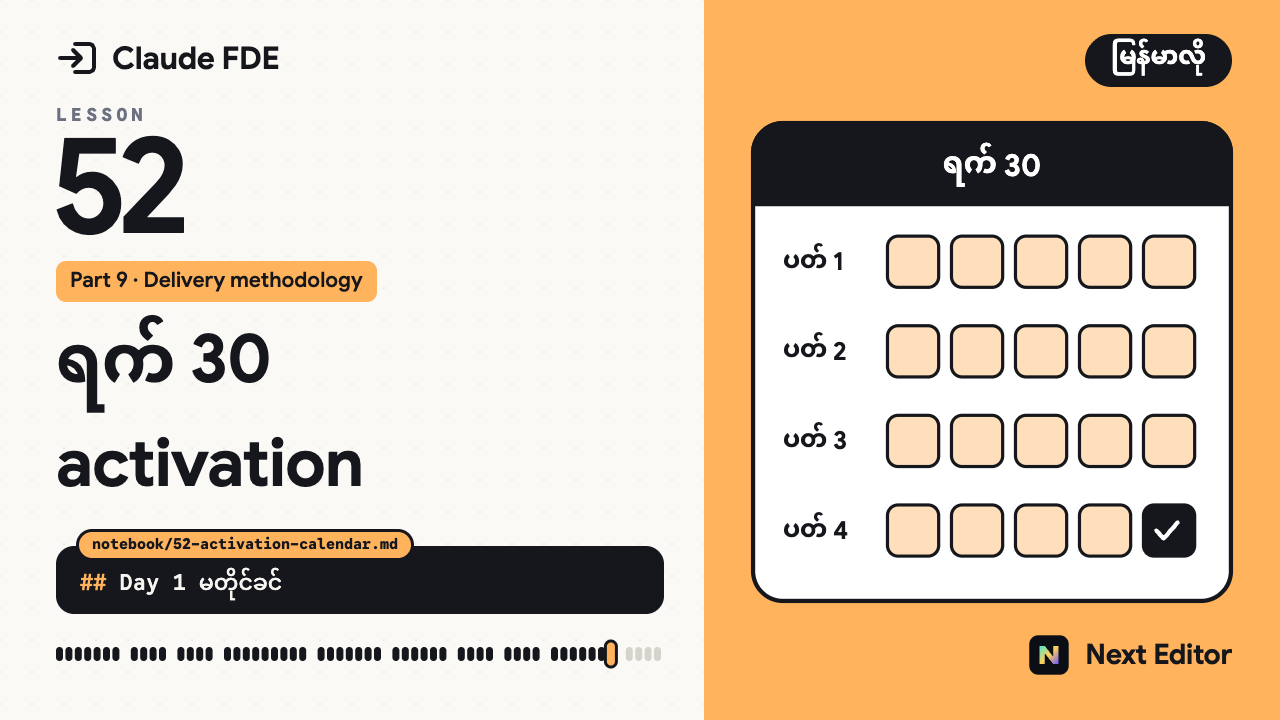 Claude FDE
LESSON
52
Part 9 · Delivery methodology
ရက် 30
activation
notebook/52-activation-calendar.md
## Day 1 မတိုင်ခင်
မြန်မာလို
ရက် 30
ပတ် 1
ပတ် 2
ပတ် 3
ပတ် 4
Next Editor